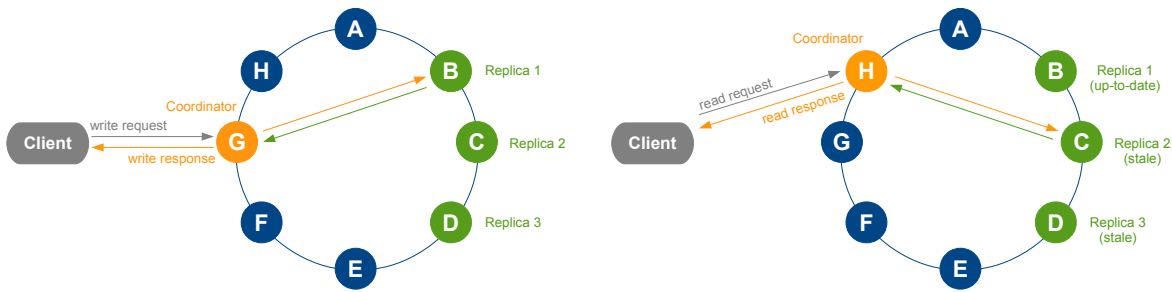 A
H
B
Replica 1
Coordinator
write request
Client
G
C
Replica 2
write response
F
D
Replica 3
E
A
Coordinator
H
B
Replica 1
(up-to-date)
read request
read response
Client
G
C
Replica 2
(stale)
F
D
Replica 3
(stale)
E